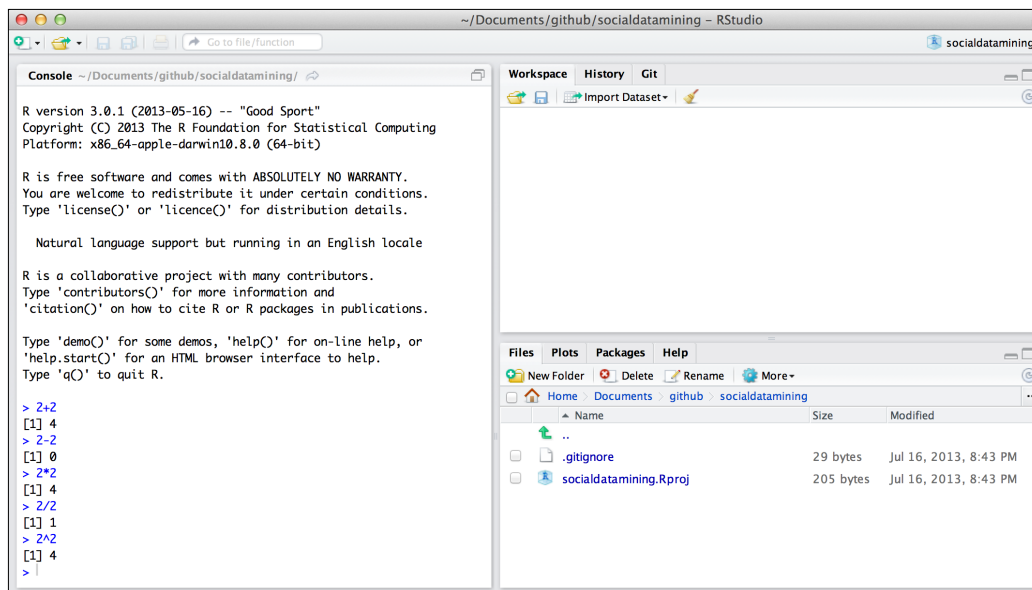 ~/Documents/github/socialdatamining – RStudio
Go to file/function
socialdatamining
Console ~/Documents/github/socialdatamining/
R version 3.0.1 (2013-05-16) -- "Good Sport"
Copyright (C) 2013 The R Foundation for Statistical Computing
Platform: x86_64-apple-darwin10.8.0 (64-bit)
R is free software and comes with ABSOLUTELY NO WARRANTY.
You are welcome to redistribute it under certain conditions.
Type 'license()' or 'licence()' for distribution details.
Natural language support but running in an English locale
R is a collaborative project with many contributors.
Type 'contributors()' for more information and
'citation()' on how to cite R or R packages in publications.
Type 'demo()' for some demos, 'help()' for on-line help, or
'help.start()' for an HTML browser interface to help.
Type 'q()' to quit R.
> 2+2
[1] 4
> 2-2
[1] 0
> 2*2
[1] 4
> 2/2
[1] 1
> 2^2
[1] 4
>
Workspace History Git
Import Dataset
Files Plots Packages Help
New Folder Delete Rename More
Home Documents github socialdatamining
Name Size Modified
..
.gitignore 29 bytes Jul 16, 2013, 8:43 PM
socialdatamining.Rproj 205 bytes Jul 16, 2013, 8:43 PM